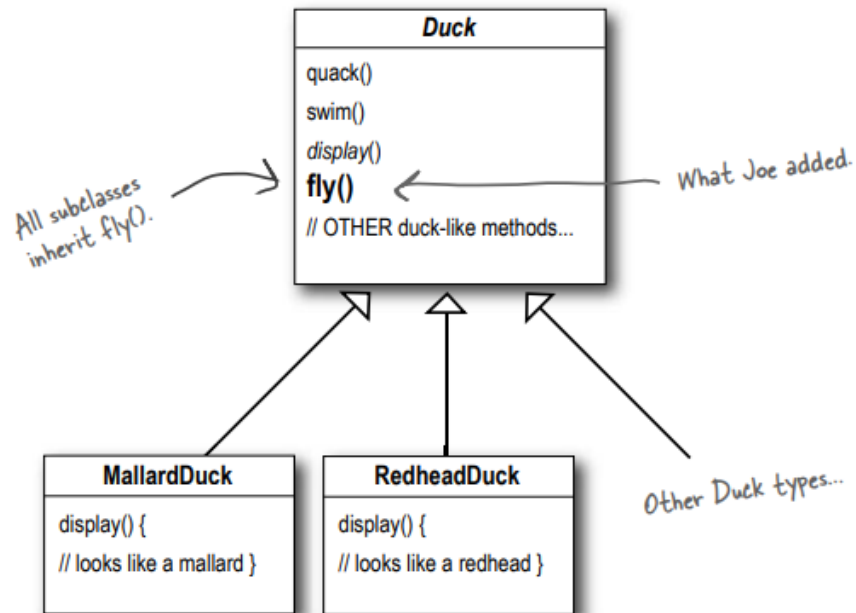 Duck
quack()
swim()
display()
fly()
// OTHER duck-like methods...
All subclasses
inherit fly().
What Joe added.
MallardDuck
display() {
// looks like a mallard }
RedheadDuck
display() {
// looks like a redhead }
Other Duck types...